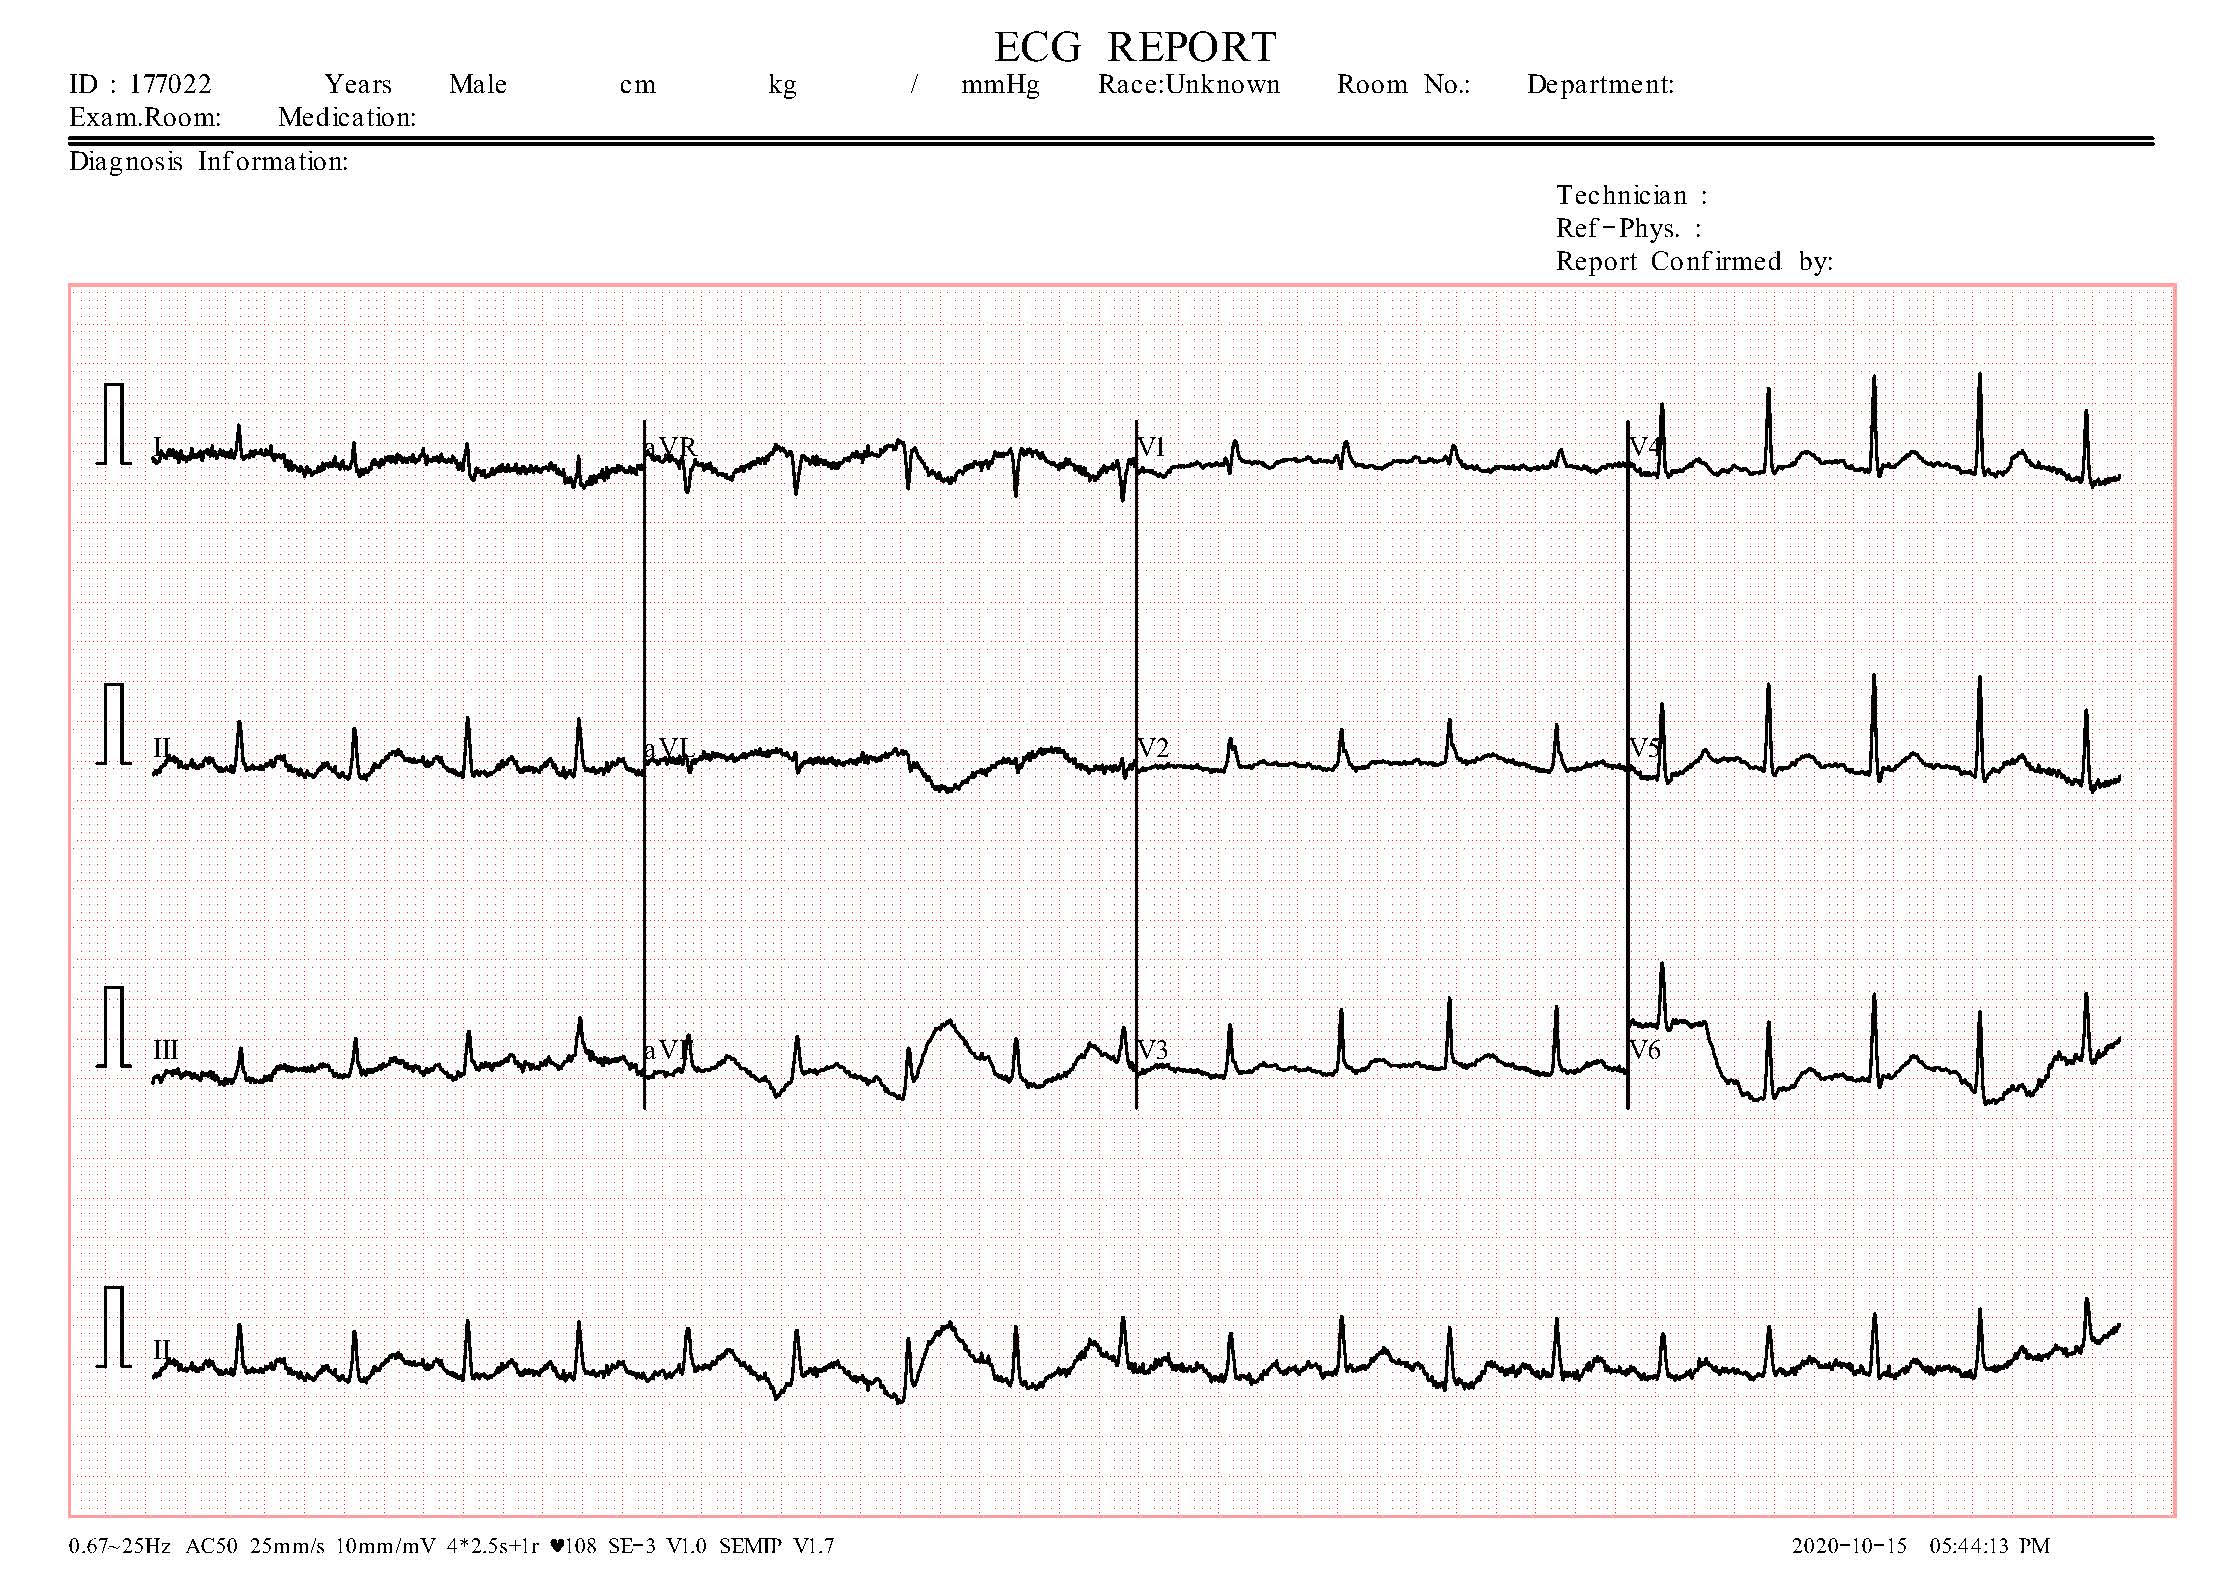 ECG REPORT
ID : 177022 Years Male cm kg / mmHg Race:Unknown Room No.: Department:
Exam.Room: Medication:
Diagnosis Information:
Technician :
Ref-Phys. :
Report Confirmed by:
I aVR V1 V4
II aVL V2 V5
III aVF V3 V6
II
0.67~25Hz AC50 25mm/s 10mm/mV 4*2.5s+1r ♥108 SE-3 V1.0 SEMIP V1.7 2020-10-15 05:44:13 PM